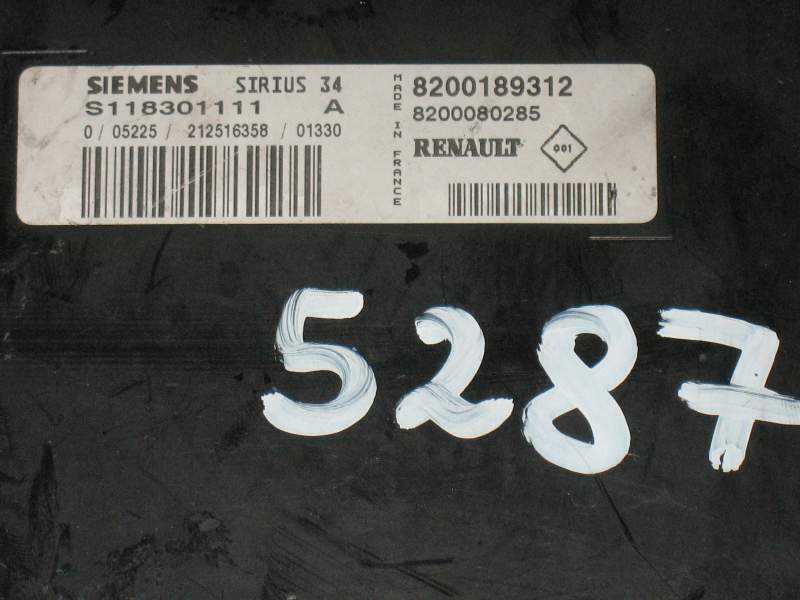 SIEMENS SIRIUS 34
S118301111 A
0 / 05225 / 212516358 / 01330
MADE IN FRANCE
8200189312
8200080285
RENAULT 001
5287